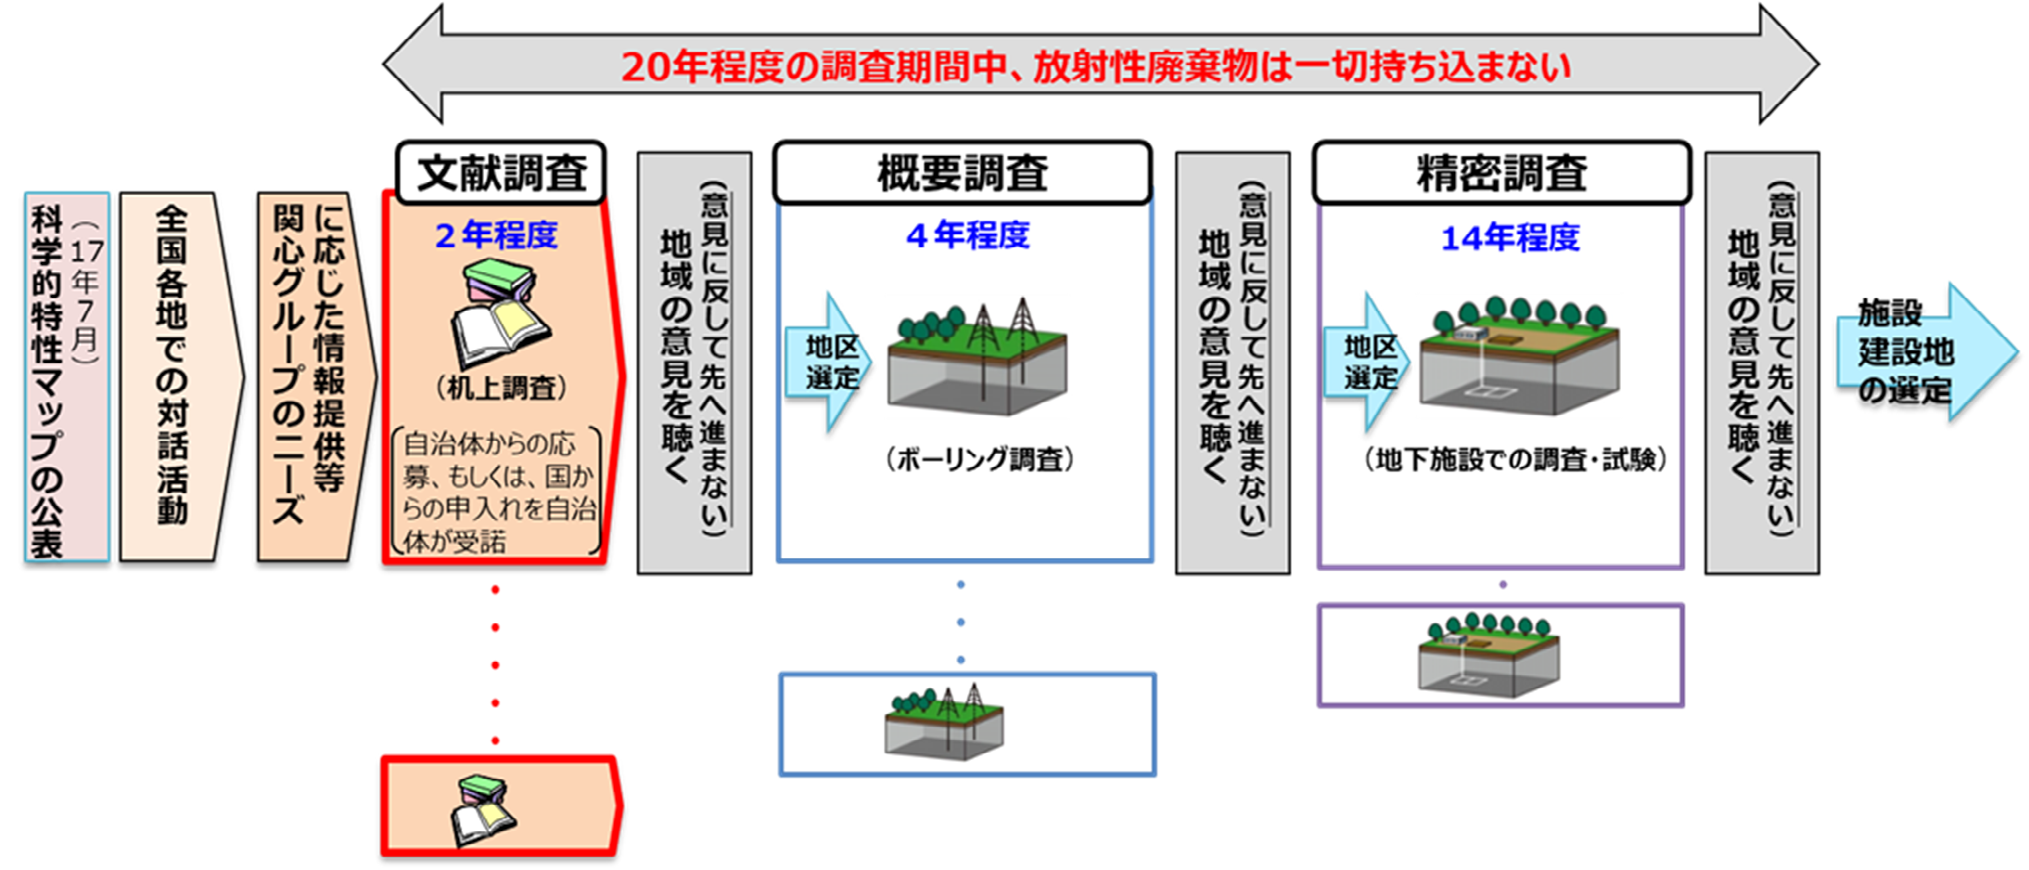 20年程度の調査期間中、放射性廃棄物は一切持ち込まない
科学的特性マップの公表
（17年7月）
全国各地での対話活動
関心グループのニーズ
に応じた情報提供等
文献調査
２年程度
（机上調査）
自治体からの応
募、もしくは、国か
らの申入れを自治
体が受諾
地域の意見を聴く
（意見に反して先へ進まない）
地区
選定
概要調査
４年程度
（ボーリング調査）
地域の意見を聴く
（意見に反して先へ進まない）
地区
選定
精密調査
14年程度
（地下施設での調査・試験）
地域の意見を聴く
（意見に反して先へ進まない）
施設
建設地
の選定